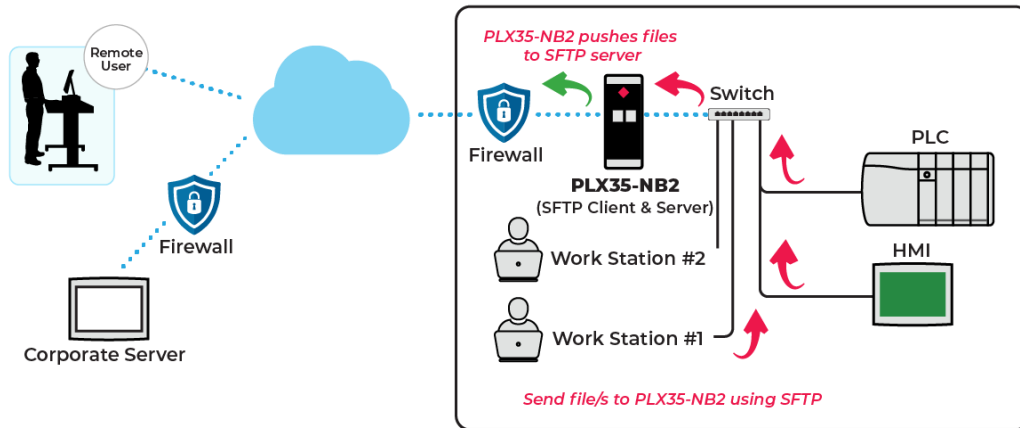 Remote
User
Firewall
Corporate Server
PLX35-NB2 pushes files
to SFTP server
Firewall
PLX35-NB2
(SFTP Client & Server)
Switch
PLC
HMI
Work Station #2
Work Station #1
Send file/s to PLX35-NB2 using SFTP